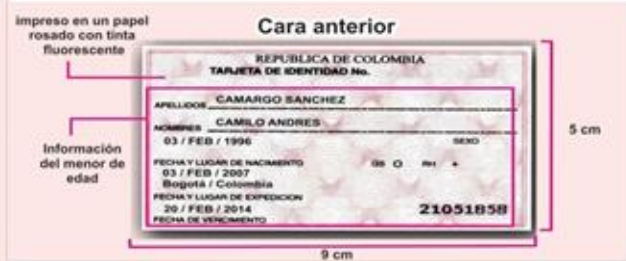 Cara anterior
impreso en un papel
rosado con tinta
fluorescente
REPUBLICA DE COLOMBIA
TARJETA DE IDENTIDAD No.
APELLIDOS CAMARGO SANCHEZ
NOMBRES CAMILO ANDRES
03 / FEB / 1996 SEXO
FECHA Y LUGAR DE NACIMIENTO GS O RH +
03 / FEB / 2007
Bogotá / Colombia
FECHA Y LUGAR DE EXPEDICION
20 / FEB / 2014 21051858
FECHA DE VENCIMIENTO
Información
del menor de
edad
5 cm
9 cm